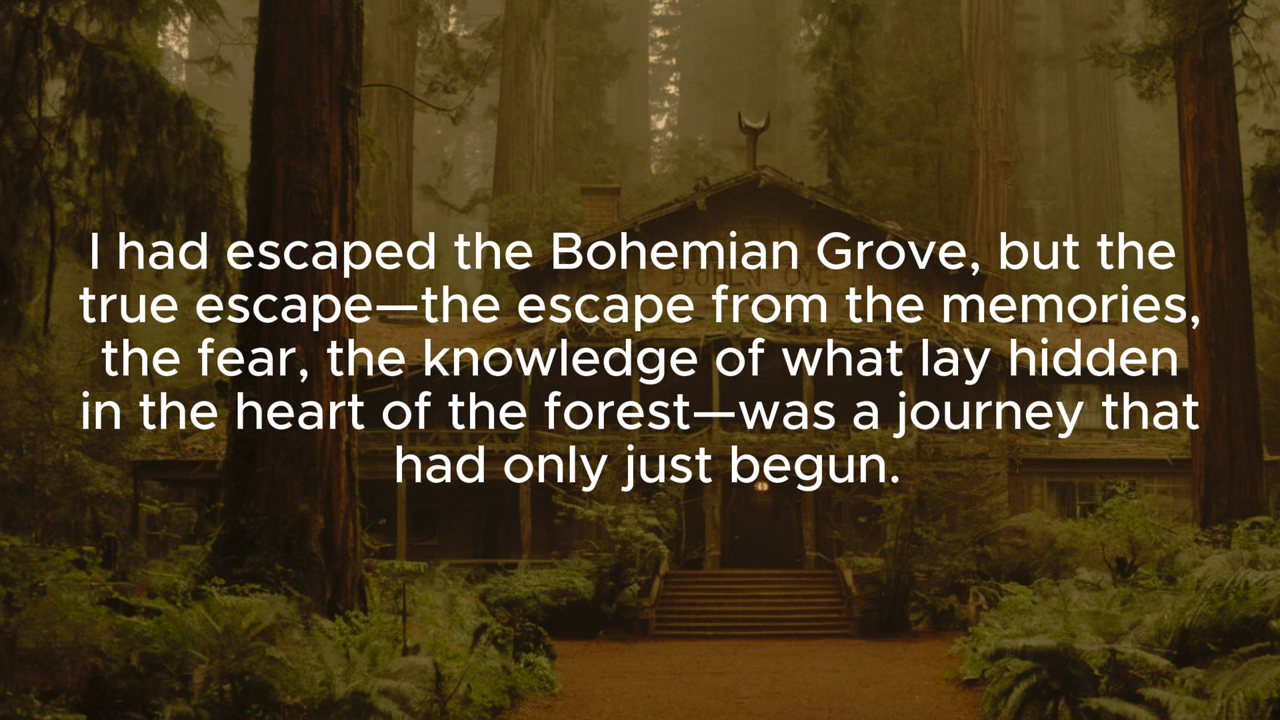 I had escaped the Bohemian Grove, but the
true escape—the escape from the memories,
the fear, the knowledge of what lay hidden
in the heart of the forest—was a journey that
had only just begun.